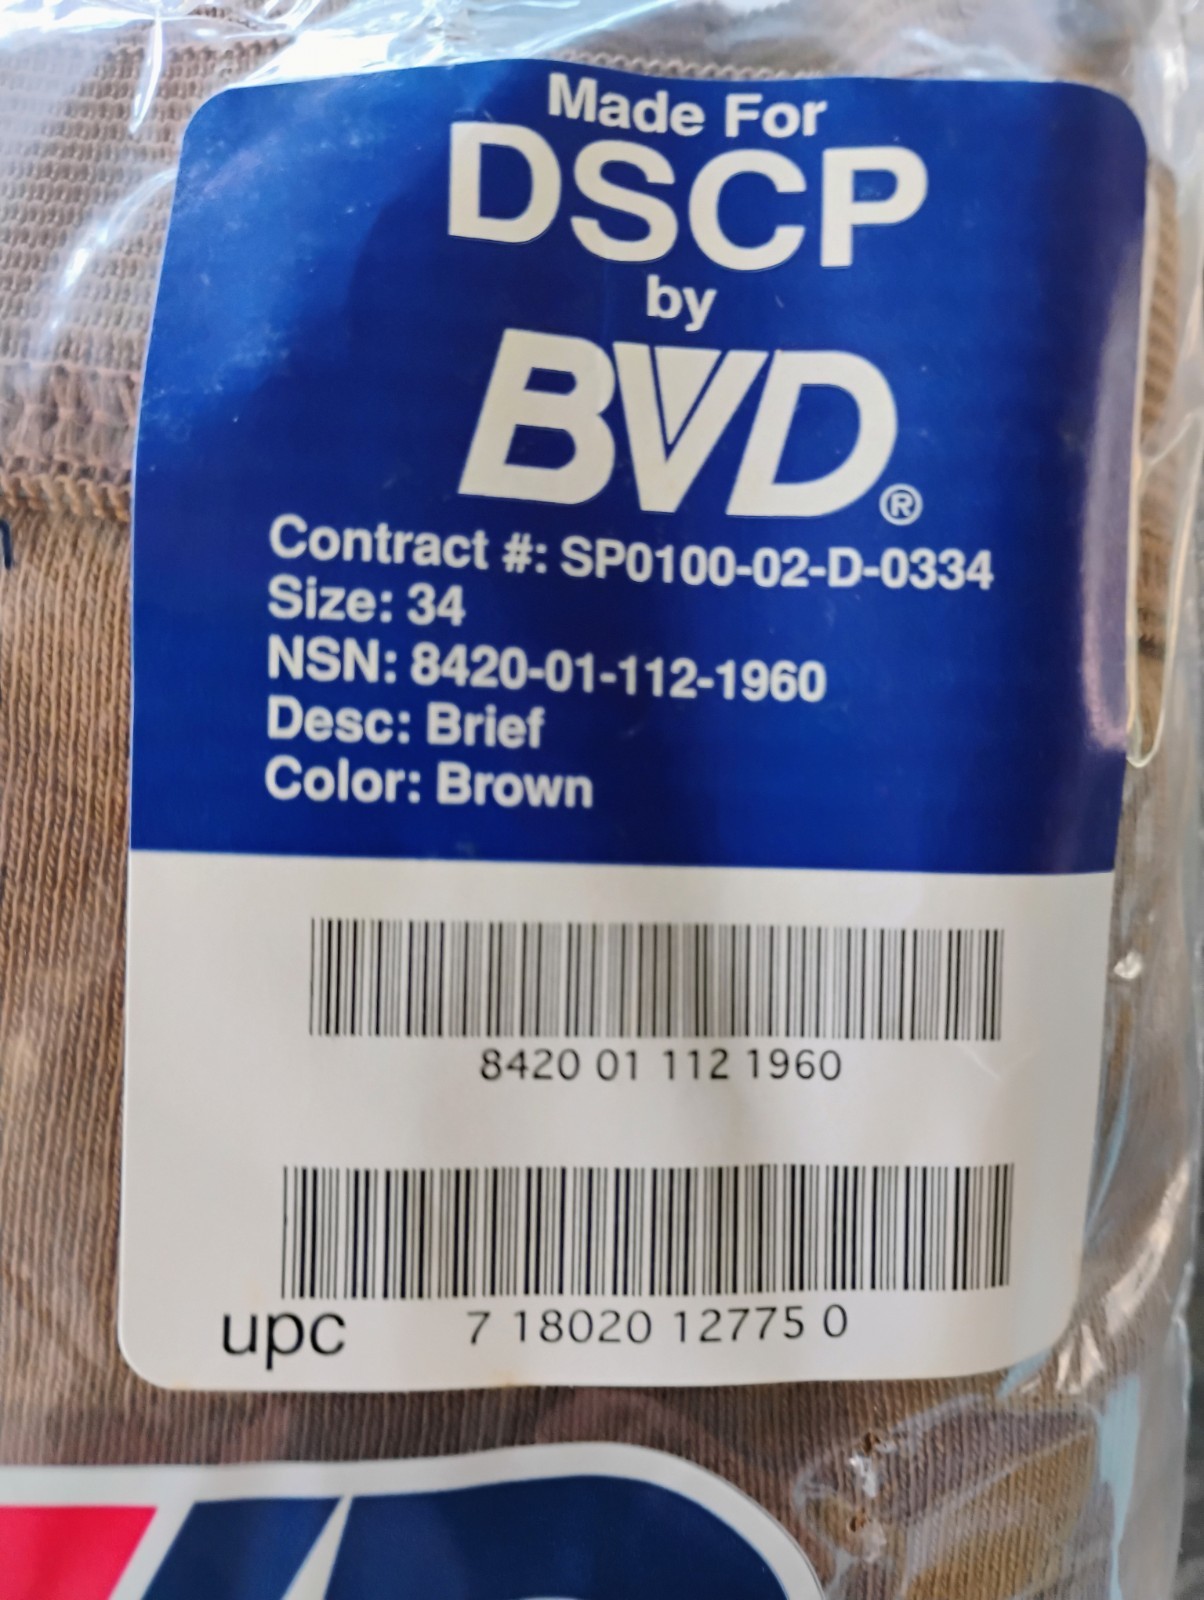 Made For
DSCP
by
BVD®
Contract #: SP0100-02-D-0334
Size: 34
NSN: 8420-01-112-1960
Desc: Brief
Color: Brown
8420 01 112 1960
upc 7 18020 12775 0